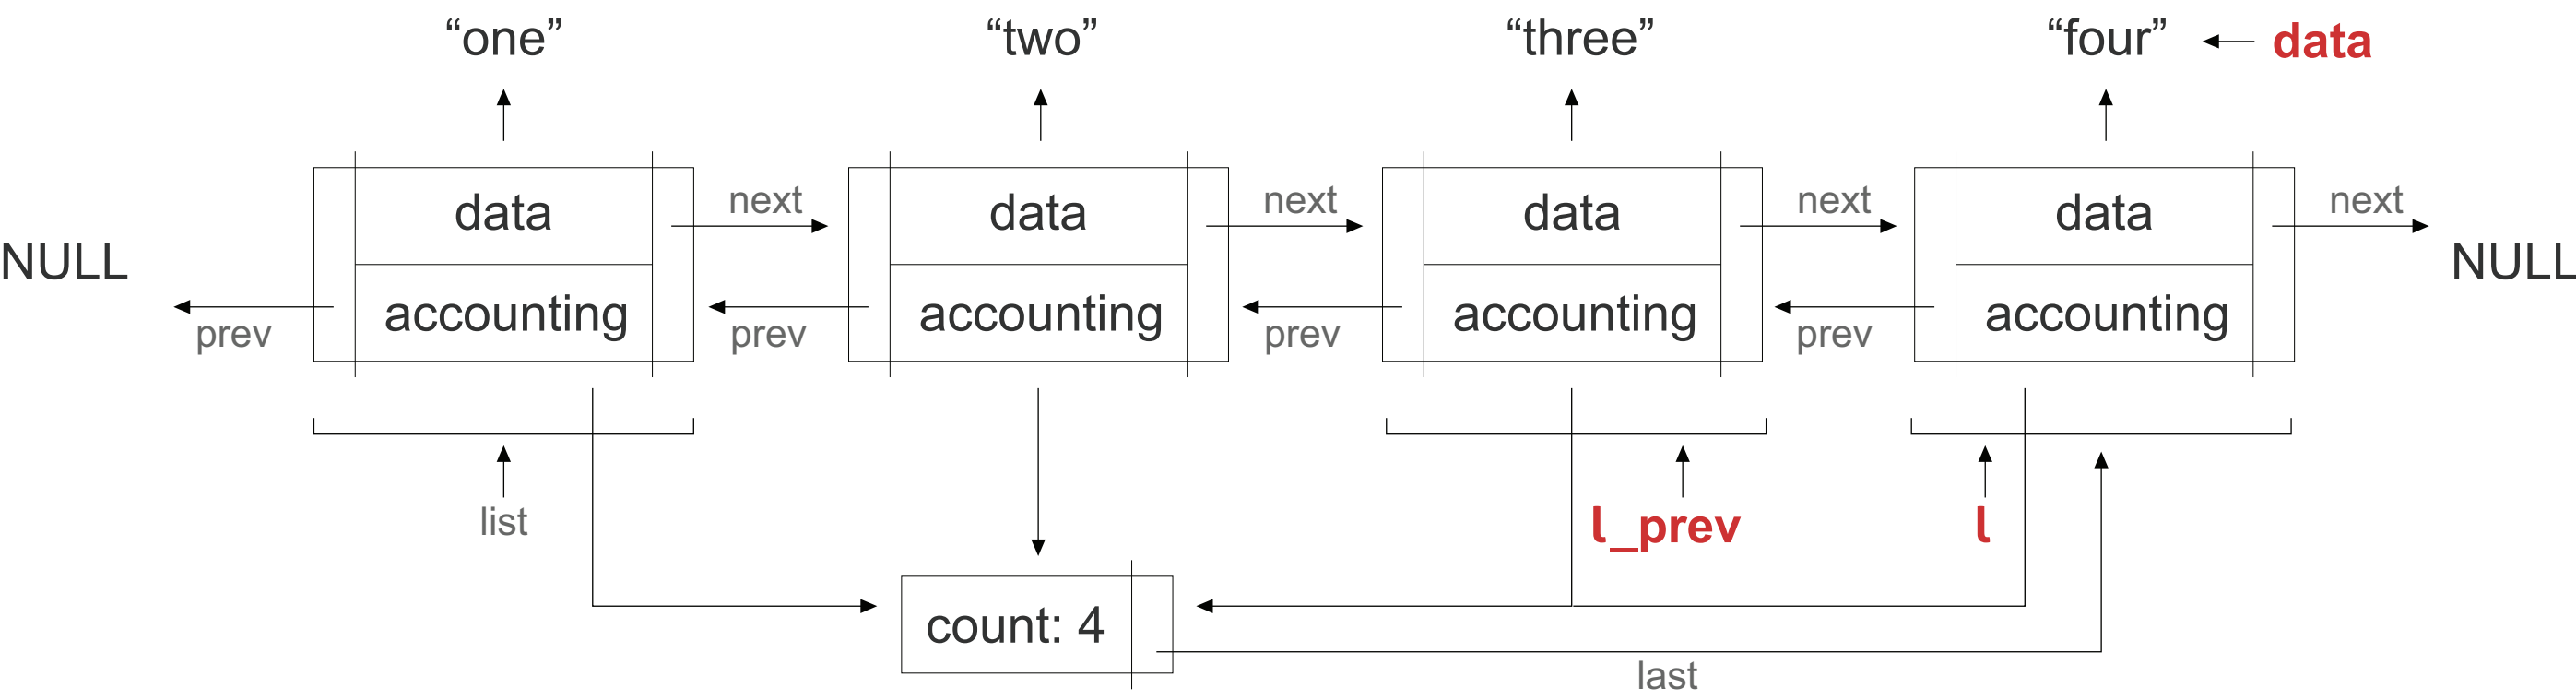 “one” “two” “three” “four” data
next next next next
data data data data
NULL NULL
accounting accounting accounting accounting
prev prev prev prev
list l_prev l
count: 4
last